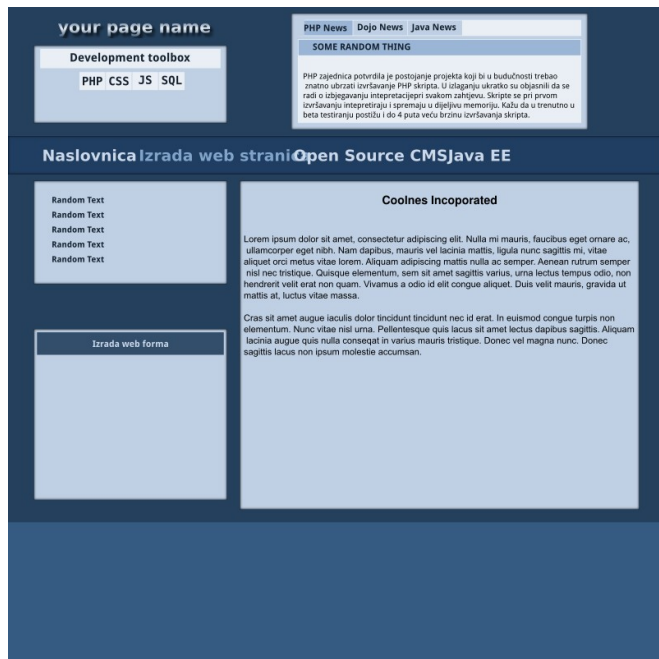 your page name
Development toolbox
PHP CSS JS SQL
PHP News Dojo News Java News
SOME RANDOM THING
PHP zajednica potvrdila je postojanje projekta koji bi u budučnosti trebao
znatno ubrzati izvršavanje PHP skripta. U izlaganju ukratko su objasnili da se
radi o izbjegavanju intepretacijepri svakom zahtjevu. Skripte se pri prvom
izvršavanju intepretiraju i spremaju u dijeljivu memoriju. Kažu da u trenutno u
beta testiranju postižu i do 4 puta veću brzinu izvršavanja skripta.
Naslovnica Izrada web stranica Open Source CMS Java EE
Random Text
Random Text
Random Text
Random Text
Random Text
Izrada web forma
Coolnes Incoporated
Lorem ipsum dolor sit amet, consectetur adipiscing elit. Nulla mi mauris, faucibus eget ornare ac,
ullamcorper eget nibh. Nam dapibus, mauris vel lacinia mattis, ligula nunc sagittis mi, vitae
aliquet orci metus vitae lorem. Aliquam adipiscing mattis nulla ac semper. Aenean rutrum semper
nisl nec tristique. Quisque elementum, sem sit amet sagittis varius, urna lectus tempus odio, non
hendrerit velit erat non quam. Vivamus a odio id elit congue aliquet. Duis velit mauris, gravida ut
mattis at, luctus vitae massa.
Cras sit amet augue iaculis dolor tincidunt tincidunt nec id erat. In euismod congue turpis non
elementum. Nunc vitae nisl urna. Pellentesque quis lacus sit amet lectus dapibus sagittis. Aliquam
lacinia augue quis nulla conseqat in varius mauris tristique. Donec vel magna nunc. Donec
sagittis lacus non ipsum molestie accumsan.